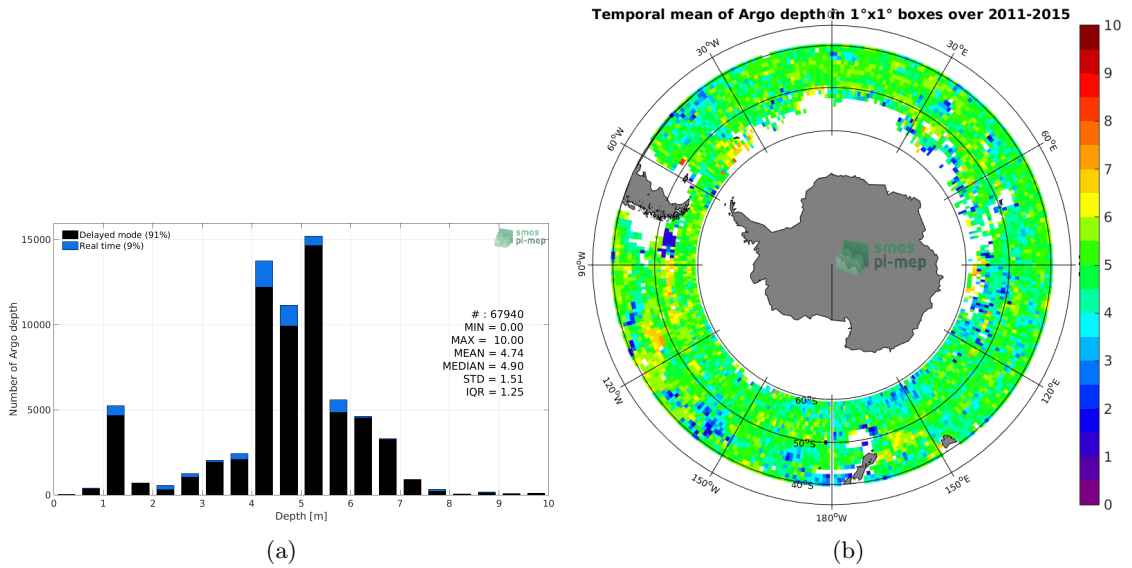 Temporal mean of Argo depth in 1°x1° boxes over 2011-2015
Delayed mode (91%)
Real time (9%)
smos
pi-mep
# : 67940
MIN = 0.00
MAX = 10.00
MEAN = 4.74
MEDIAN = 4.90
STD = 1.51
IQR = 1.25
Number of Argo depth
15000
10000
5000
0
0 1 2 3 4 5 6 7 8 9 10
Depth [m]
(a)
0°
30°W
30°E
60°W
60°E
90°W
120°W
120°E
150°W
150°E
180°W
60°S
50°S
40°S
smos
pi-mep
10
9
8
7
6
5
4
3
2
1
0
(b)